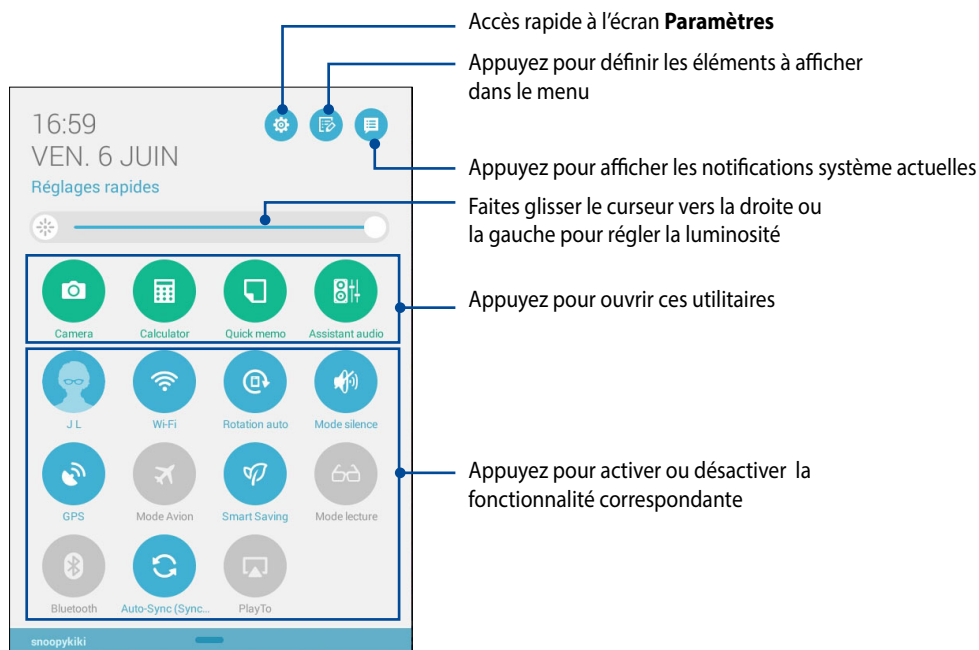 Accès rapide à l'écran Paramètres
Appuyez pour définir les éléments à afficher
dans le menu
16:59
VEN. 6 JUIN
Réglages rapides
Appuyez pour afficher les notifications système actuelles
Faites glisser le curseur vers la droite ou
la gauche pour régler la luminosité
Camera
Calculator
Quick memo
Assistant audio
Appuyez pour ouvrir ces utilitaires
J L
Wi-Fi
Rotation auto
Mode silence
GPS
Mode Avion
Smart Saving
Mode lecture
Appuyez pour activer ou désactiver la
fonctionnalité correspondante
Bluetooth
Auto-Sync (Sync...
PlayTo
snoopykiki